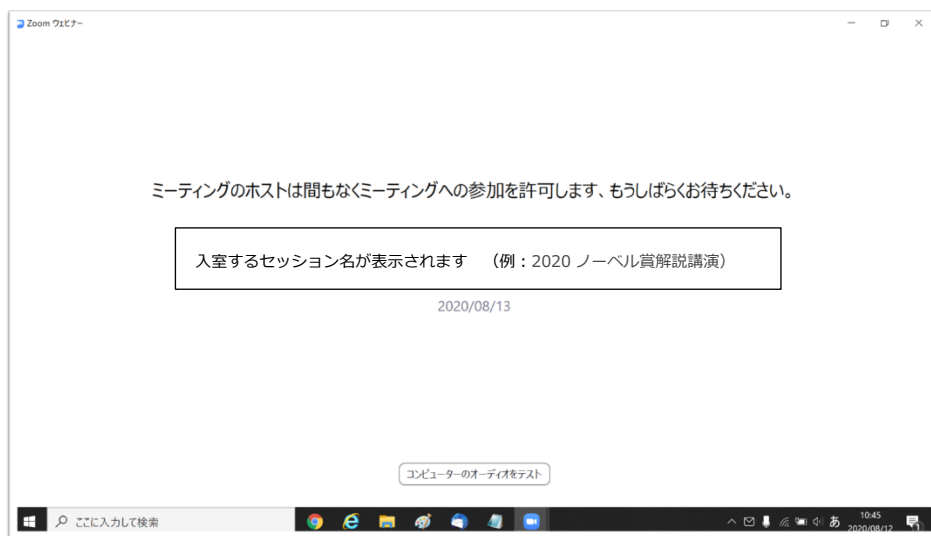 Zoom ウェビナー
ミーティングのホストは間もなくミーティングへの参加を許可します、もうしばらくお待ちください。
入室するセッション名が表示されます （例：2020 ノーベル賞解説講演）
2020/08/13
コンピューターのオーディオをテスト
ここに入力して検索
あ
10:45
2020/08/12
1